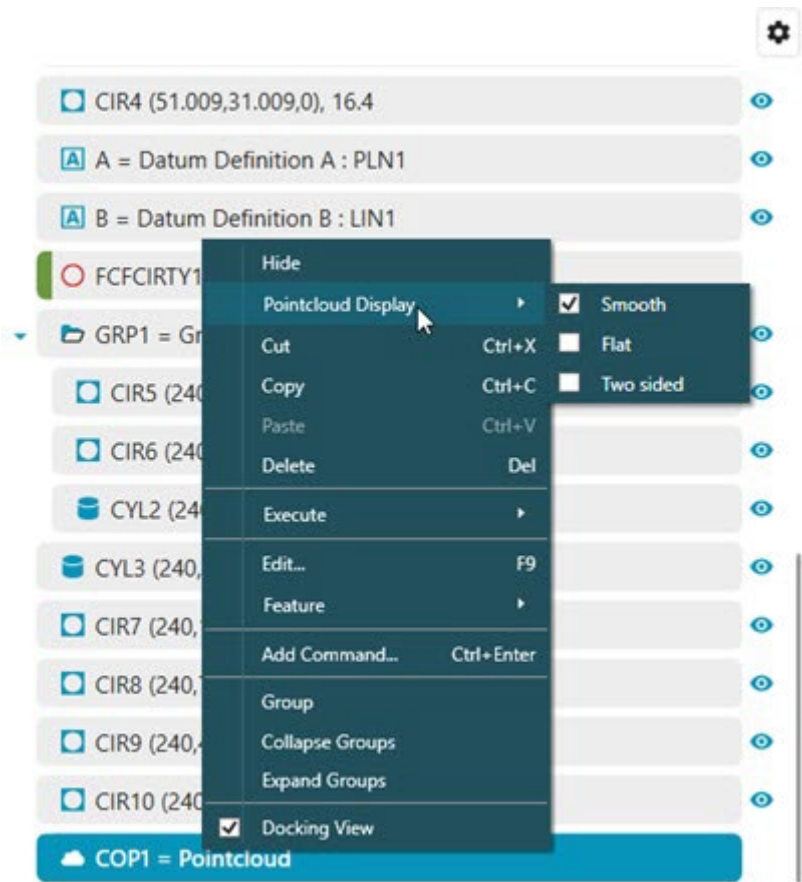 CIR4 (51.009,31.009,0), 16.4
A A = Datum Definition A : PLN1
A B = Datum Definition B : LIN1
FCFCIRTY1
GRP1 = Gr
CIR5 (240
CIR6 (240
CYL2 (24
CYL3 (240,
CIR7 (240,
CIR8 (240,
CIR9 (240,
CIR10 (240
COP1 = Pointcloud
Hide
Pointcloud Display
Cut Ctrl+X
Copy Ctrl+C
Paste Ctrl+V
Delete Del
Execute
Edit... F9
Feature
Add Command... Ctrl+Enter
Group
Collapse Groups
Expand Groups
Docking View
Smooth
Flat
Two sided